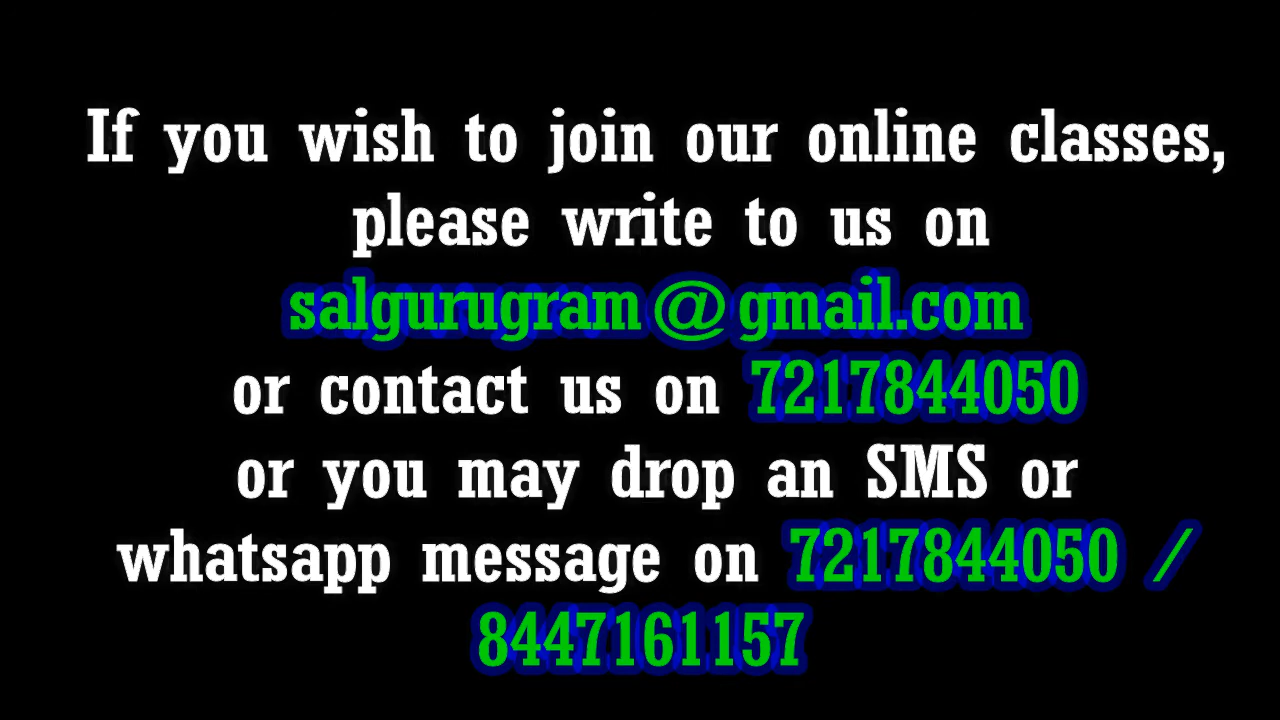 If you wish to join our online classes,
please write to us on
salgurugram@gmail.com
or contact us on 7217844050
or you may drop an SMS or
whatsapp message on 7217844050 /
8447161157